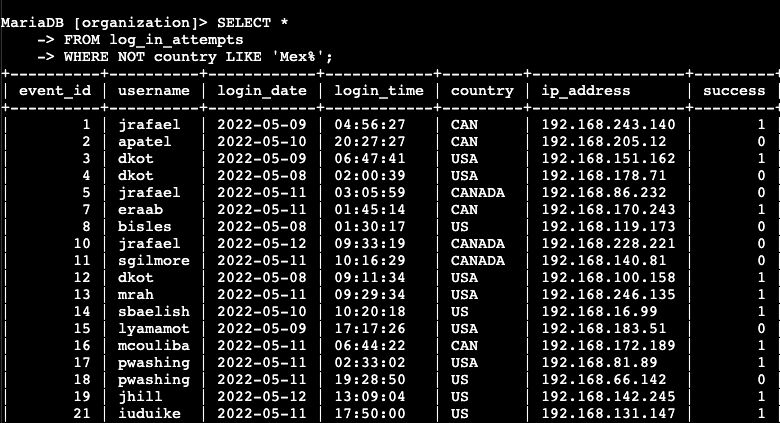 MariaDB [organization]> SELECT *
    -> FROM log_in_attempts
    -> WHERE NOT country LIKE 'Mex%';
+----------+----------+------------+------------+---------+-----------------+---------+
| event_id | username | login_date | login_time | country | ip_address      | success |
+----------+----------+------------+------------+---------+-----------------+---------+
|        1 | jrafael  | 2022-05-09 | 04:56:27   | CAN     | 192.168.243.140 |       1
|        2 | apatel   | 2022-05-10 | 20:27:27   | CAN     | 192.168.205.12  |       0
|        3 | dkot     | 2022-05-09 | 06:47:41   | USA     | 192.168.151.162 |       1
|        4 | dkot     | 2022-05-08 | 02:00:39   | USA     | 192.168.178.71  |       0
|        5 | jrafael  | 2022-05-11 | 03:05:59   | CANADA  | 192.168.86.232  |       0
|        7 | eraab    | 2022-05-11 | 01:45:14   | CAN     | 192.168.170.243 |       1
|        8 | bisles   | 2022-05-08 | 01:30:17   | US      | 192.168.119.173 |       0
|       10 | jrafael  | 2022-05-12 | 09:33:19   | CANADA  | 192.168.228.221 |       0
|       11 | sgilmore | 2022-05-11 | 10:16:29   | CANADA  | 192.168.140.81  |       0
|       12 | dkot     | 2022-05-08 | 09:11:34   | USA     | 192.168.100.158 |       1
|       13 | mrah     | 2022-05-11 | 09:29:34   | USA     | 192.168.246.135 |       1
|       14 | sbaelish | 2022-05-10 | 10:20:18   | US      | 192.168.16.99   |       1
|       15 | lyamamot | 2022-05-09 | 17:17:26   | USA     | 192.168.183.51  |       0
|       16 | mcouliba | 2022-05-11 | 06:44:22   | CAN     | 192.168.172.189 |       1
|       17 | pwashing | 2022-05-11 | 02:33:02   | USA     | 192.168.81.89   |       1
|       18 | pwashing | 2022-05-11 | 19:28:50   | US      | 192.168.66.142  |       0
|       19 | jhill    | 2022-05-12 | 13:09:04   | US      | 192.168.142.245 |       1
|       21 | iuduike  | 2022-05-11 | 17:50:00   | US      | 192.168.131.147 |       1